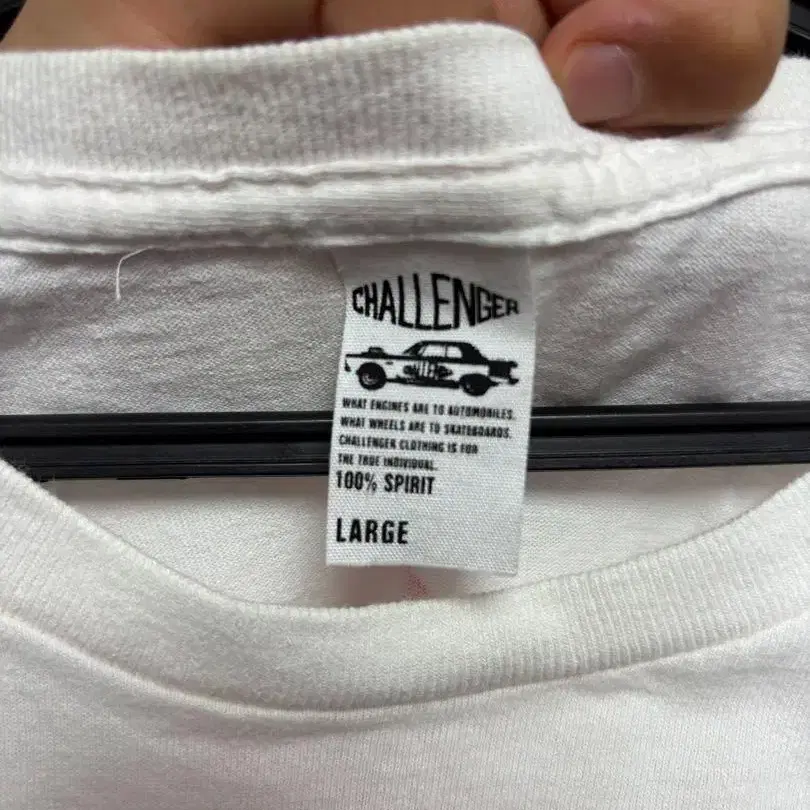 CHALLENGER
WHAT ENGINES ARE TO AUTOMOBILES.
WHAT WHEELS ARE TO SKATEBOARDS.
CHALLENGER CLOTHING IS FOR
THE TRUE INDIVIDUAL.
100% SPIRIT
LARGE